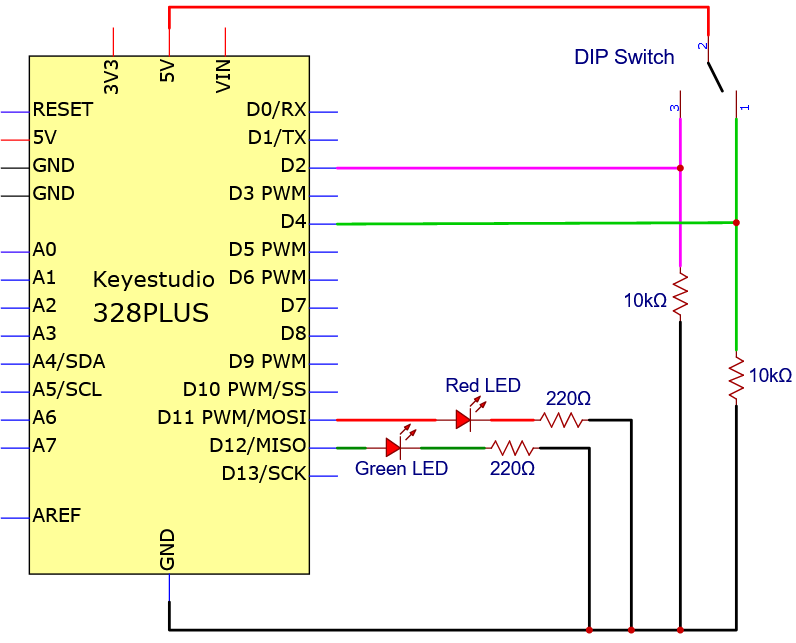 3V3
5V
VIN
RESET
5V
GND
GND
A0
A1
A2
A3
A4/SDA
A5/SCL
A6
A7
AREF
Keyestudio
328PLUS
D0/RX
D1/TX
D2
D3 PWM
D4
D5 PWM
D6 PWM
D7
D8
D9 PWM
D10 PWM/SS
D11 PWM/MOSI
D12/MISO
D13/SCK
GND
DIP Switch
2
3
1
10kΩ
10kΩ
Red LED
220Ω
Green LED
220Ω